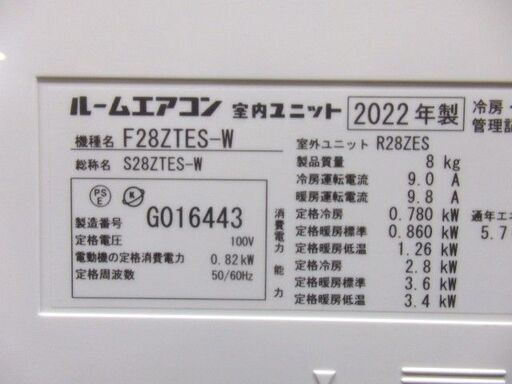 ルームエアコン 室内ユニット 2022年製 冷房・
管理記
機種名 F28ZTES-W 室外ユニット R28ZES
総称名 S28ZTES-W 製品質量 8 kg
冷房運転電流 9.0 A
暖房運転電流 9.8 A
PS E
製造番号 G016443
定格電圧 100V
電動機の定格消費電力 0.82kW
定格周波数 50/60Hz
消費電力 定格冷房 0.780 kW 通年エネ
定格暖房標準 0.860 kW 5.7
定格暖房低温 1.26 kW
能力 定格冷房 2.8 kW
定格暖房標準 3.6 kW
定格暖房低温 3.4 kW